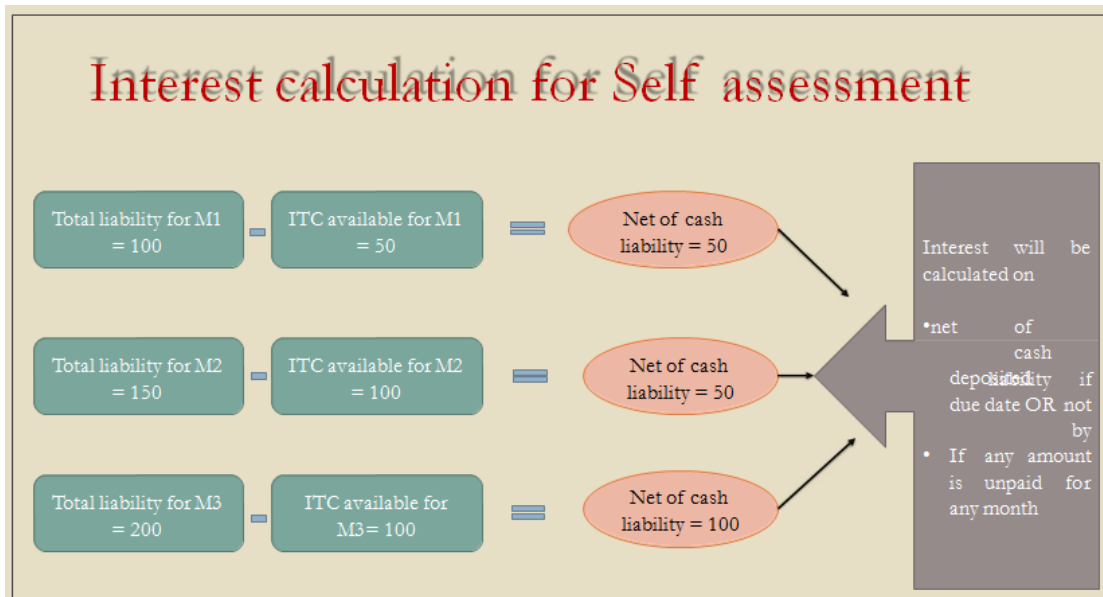 Interest calculation for Self assessment
Total liability for M1
= 100
-
ITC available for M1
= 50
=
Net of cash
liability = 50
Total liability for M2
= 150
-
ITC available for M2
= 100
=
Net of cash
liability = 50
Total liability for M3
= 200
-
ITC available for
M3= 100
=
Net of cash
liability = 100
Interest will be
calculated on
•net of
cash
deposited liability if
due date OR not
by
• If any amount
is unpaid for
any month